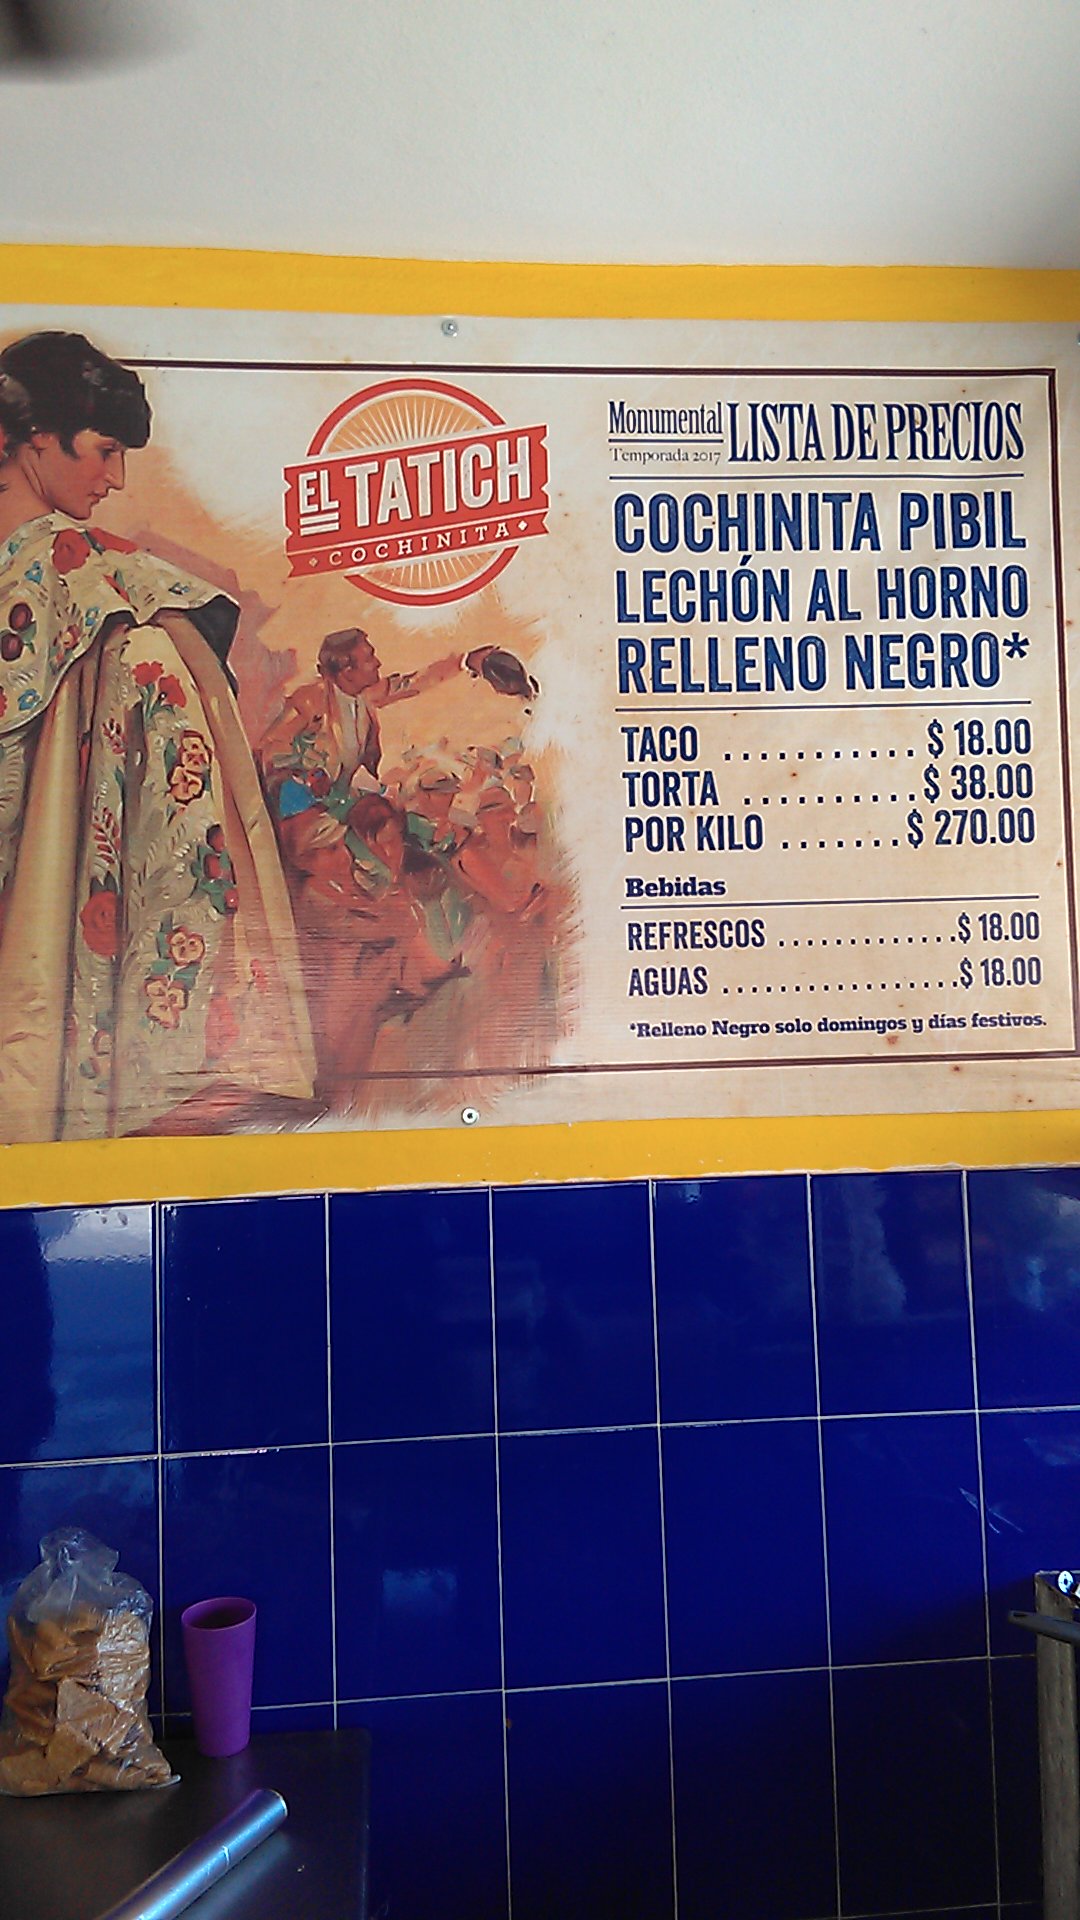 EL TATICH
COCHINITA
Monumental
Temporada 2017
LISTA DE PRECIOS
COCHINITA PIBIL
LECHÓN AL HORNO
RELLENO NEGRO*
TACO ........... $ 18.00
TORTA .......... $ 38.00
POR KILO ....... $ 270.00
Bebidas
REFRESCOS ............. $ 18.00
AGUAS ................. $ 18.00
*Relleno Negro solo domingos y días festivos.